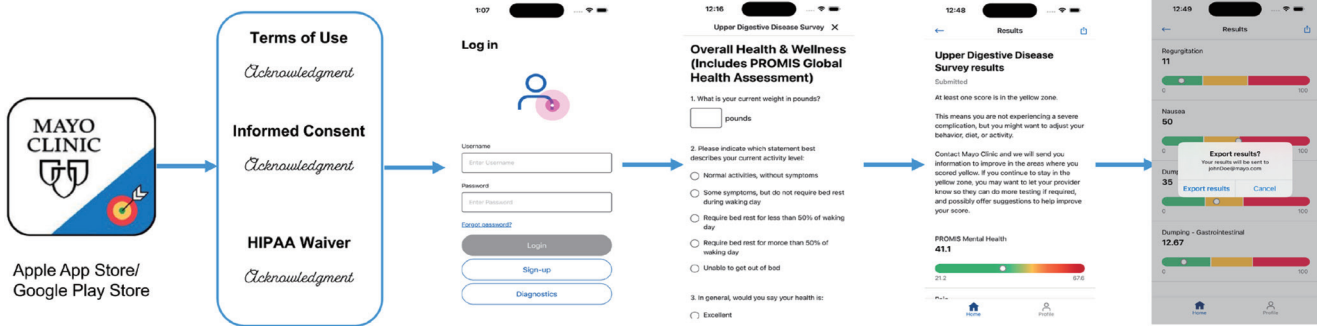 MAYO
CLINIC
Apple App Store/
Google Play Store
Terms of Use
Acknowledgment
Informed Consent
Acknowledgment
HIPAA Waiver
Acknowledgment
1:07
Log in
Username
Enter Username
Password
Enter Password
Forgot password?
Login
Sign-up
Diagnostics
12:16
Upper Digestive Disease Survey X
Overall Health & Wellness
(Includes PROMIS Global
Health Assessment)
1. What is your current weight in pounds?
pounds
2. Please indicate which statement best
describes your current activity level:
Normal activities, without symptoms
Some symptoms, but do not require bed rest
during waking day
Require bed rest for less than 50% of waking
day
Require bed rest for morce than 50% of
waking day
Unable to get out of bed
3. In general, would you say your health is:
Excellent
12:48
Results
Upper Digestive Disease
Survey results
Submitted
At least one score is in the yellow zone.
This means you are not experiencing a severe
complication, but you might want to adjust your
behavior, diet, or activity.
Contact Mayo Clinic and we will send you
information to improve in the areas where you
scored yellow. If you continue to stay in the
yellow zone, you may want to let your provider
know so they can do more testing if required,
and possibly offer suggestions to help improve
your score.
PROMIS Mental Health
41.1
21.2 67.6
Home Profile
12:49
Results
Regurgitation
11
0 100
Nausea
50
Export results?
Your results will be sent to
johnDoe@mayo.com
Export results Cancel
35
0 100
Dumping - Gastrointestinal
12.67
0 100
Home Profile